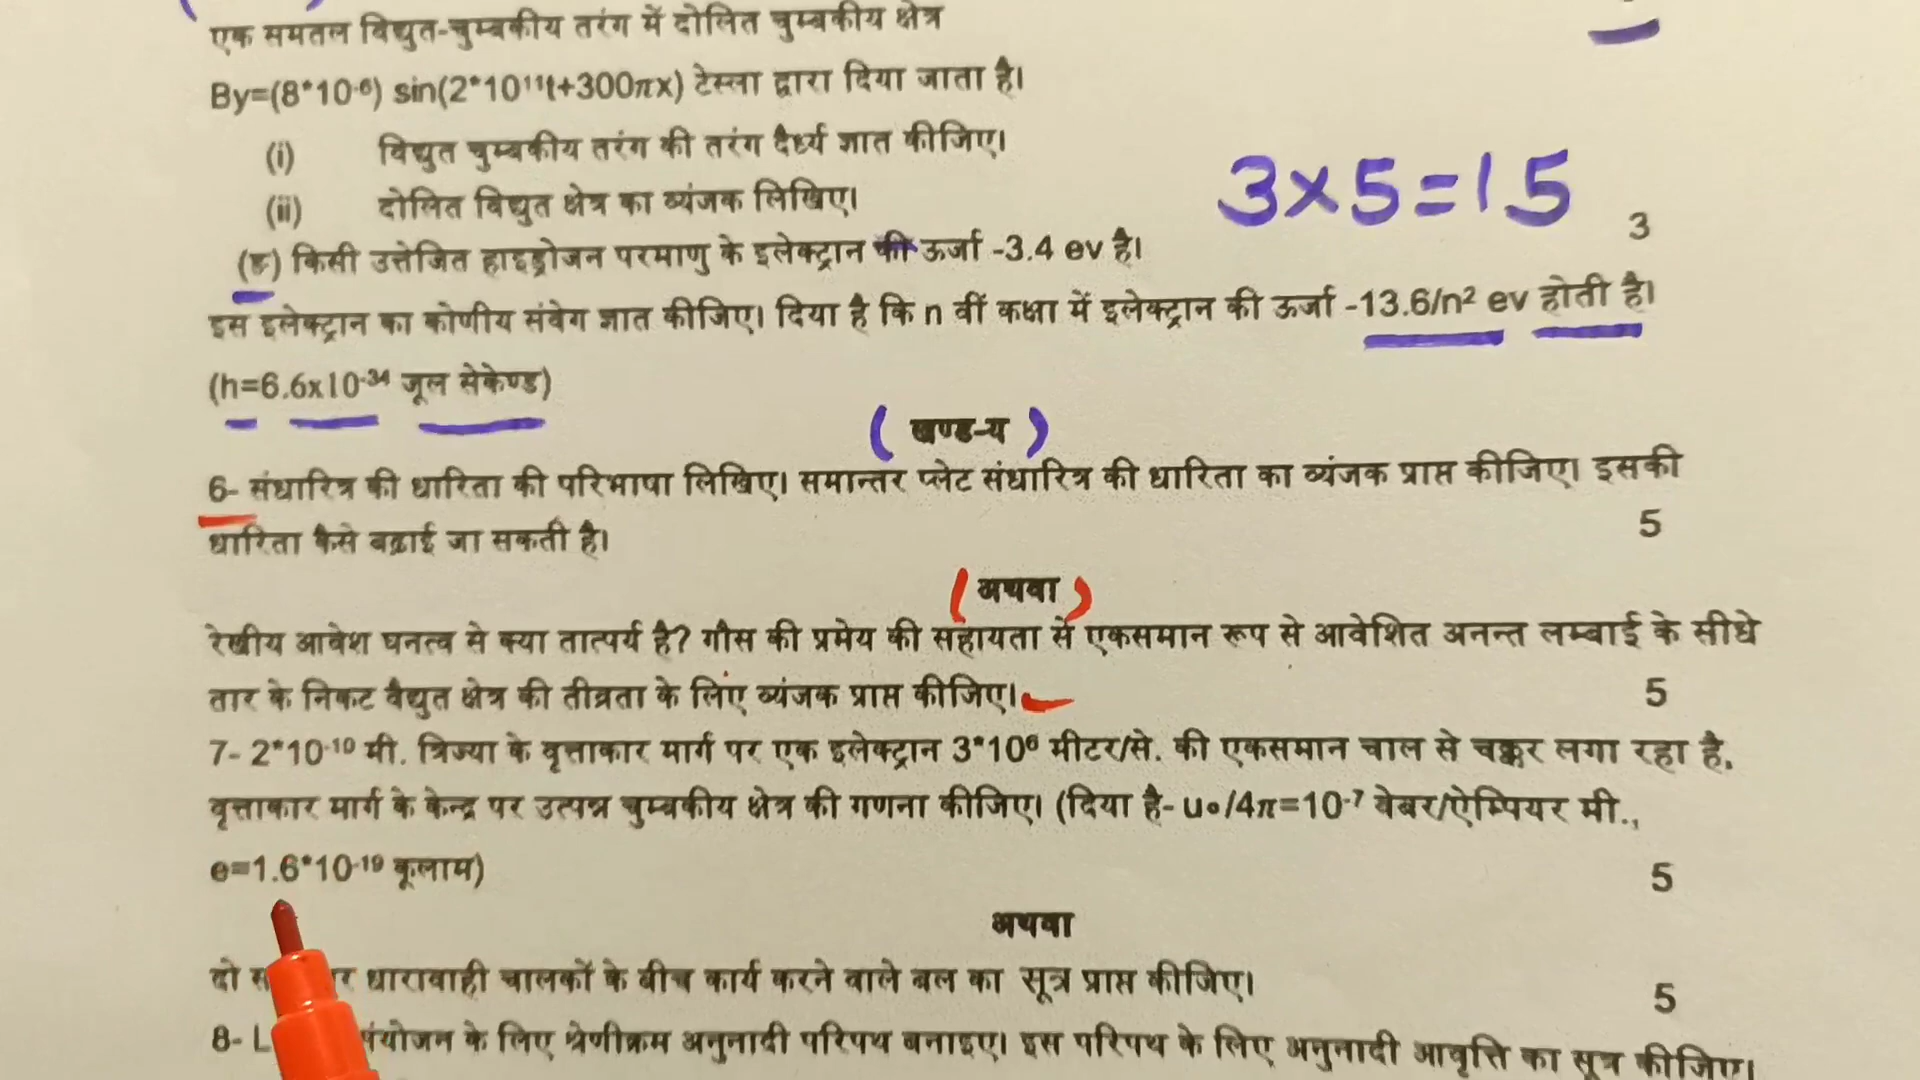 एक समतल विद्युत-चुम्बकीय तरंग में दोलित चुम्बकीय क्षेत्र
By=(8*10⁻⁶) sin(2*10¹¹t+300πx) टेस्ला द्वारा दिया जाता है।
(i) विद्युत चुम्बकीय तरंग की तरंग दैर्ध्य ज्ञात कीजिए।
(ii) दोलित विद्युत क्षेत्र का व्यंजक लिखिए।
3×5=15
3
(ङ) किसी उत्तेजित हाइड्रोजन परमाणु के इलेक्ट्रान की ऊर्जा -3.4 ev है।
इस इलेक्ट्रान का कोणीय संवेग ज्ञात कीजिए। दिया है कि n वीं कक्षा में इलेक्ट्रान की ऊर्जा -13.6/n² ev होती है।
(h=6.6x10⁻³⁴ जूल सेकेण्ड)
(खण्ड-य)
6- संधारित्र की धारिता की परिभाषा लिखिए। समान्तर प्लेट संधारित्र की धारिता का व्यंजक प्राप्त कीजिए। इसकी
धारिता कैसे बढ़ाई जा सकती है। 5
(अथवा)
रेखीय आवेश घनत्व से क्या तात्पर्य है? गौस की प्रमेय की सहायता से एकसमान रूप से आवेशित अनन्त लम्बाई के सीधे
तार के निकट वैद्युत क्षेत्र की तीव्रता के लिए व्यंजक प्राप्त कीजिए। 5
7- 2*10⁻¹⁰ मी. त्रिज्या के वृत्ताकार मार्ग पर एक इलेक्ट्रान 3*10⁶ मीटर/से. की एकसमान चाल से चक्कर लगा रहा है,
वृत्ताकार मार्ग के केन्द्र पर उत्पन्न चुम्बकीय क्षेत्र की गणना कीजिए। (दिया है- u०/4π=10⁻⁷ वेबर/ऐम्पियर मी.,
e=1.6*10⁻¹⁹ कूलाम) 5
अथवा
दो धारावाही चालकों के बीच कार्य करने वाले बल का सूत्र प्राप्त कीजिए। 5
8- L के लिए श्रेणीक्रम अनुनादी परिपथ बनाइए। इस परिपथ के लिए अनुनादी आवृत्ति का सूत्र कीजिए।